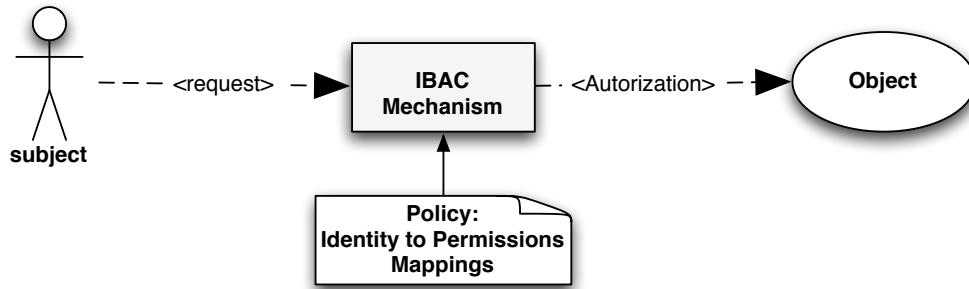 subject
<request>
IBAC
Mechanism
<Autorization>
Object
Policy:
Identity to Permissions
Mappings